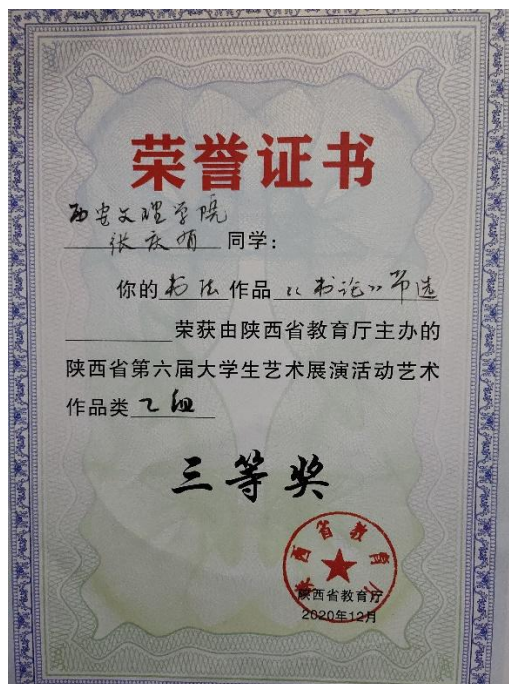 荣誉证书
西安文理学院
张庆有 同学：
你的书法作品《书论》节选
荣获由陕西省教育厅主办的
陕西省第六届大学生艺术展演活动艺术
作品类乙组
三等奖
陕西省教育厅
陕西省教育厅
2020年12月